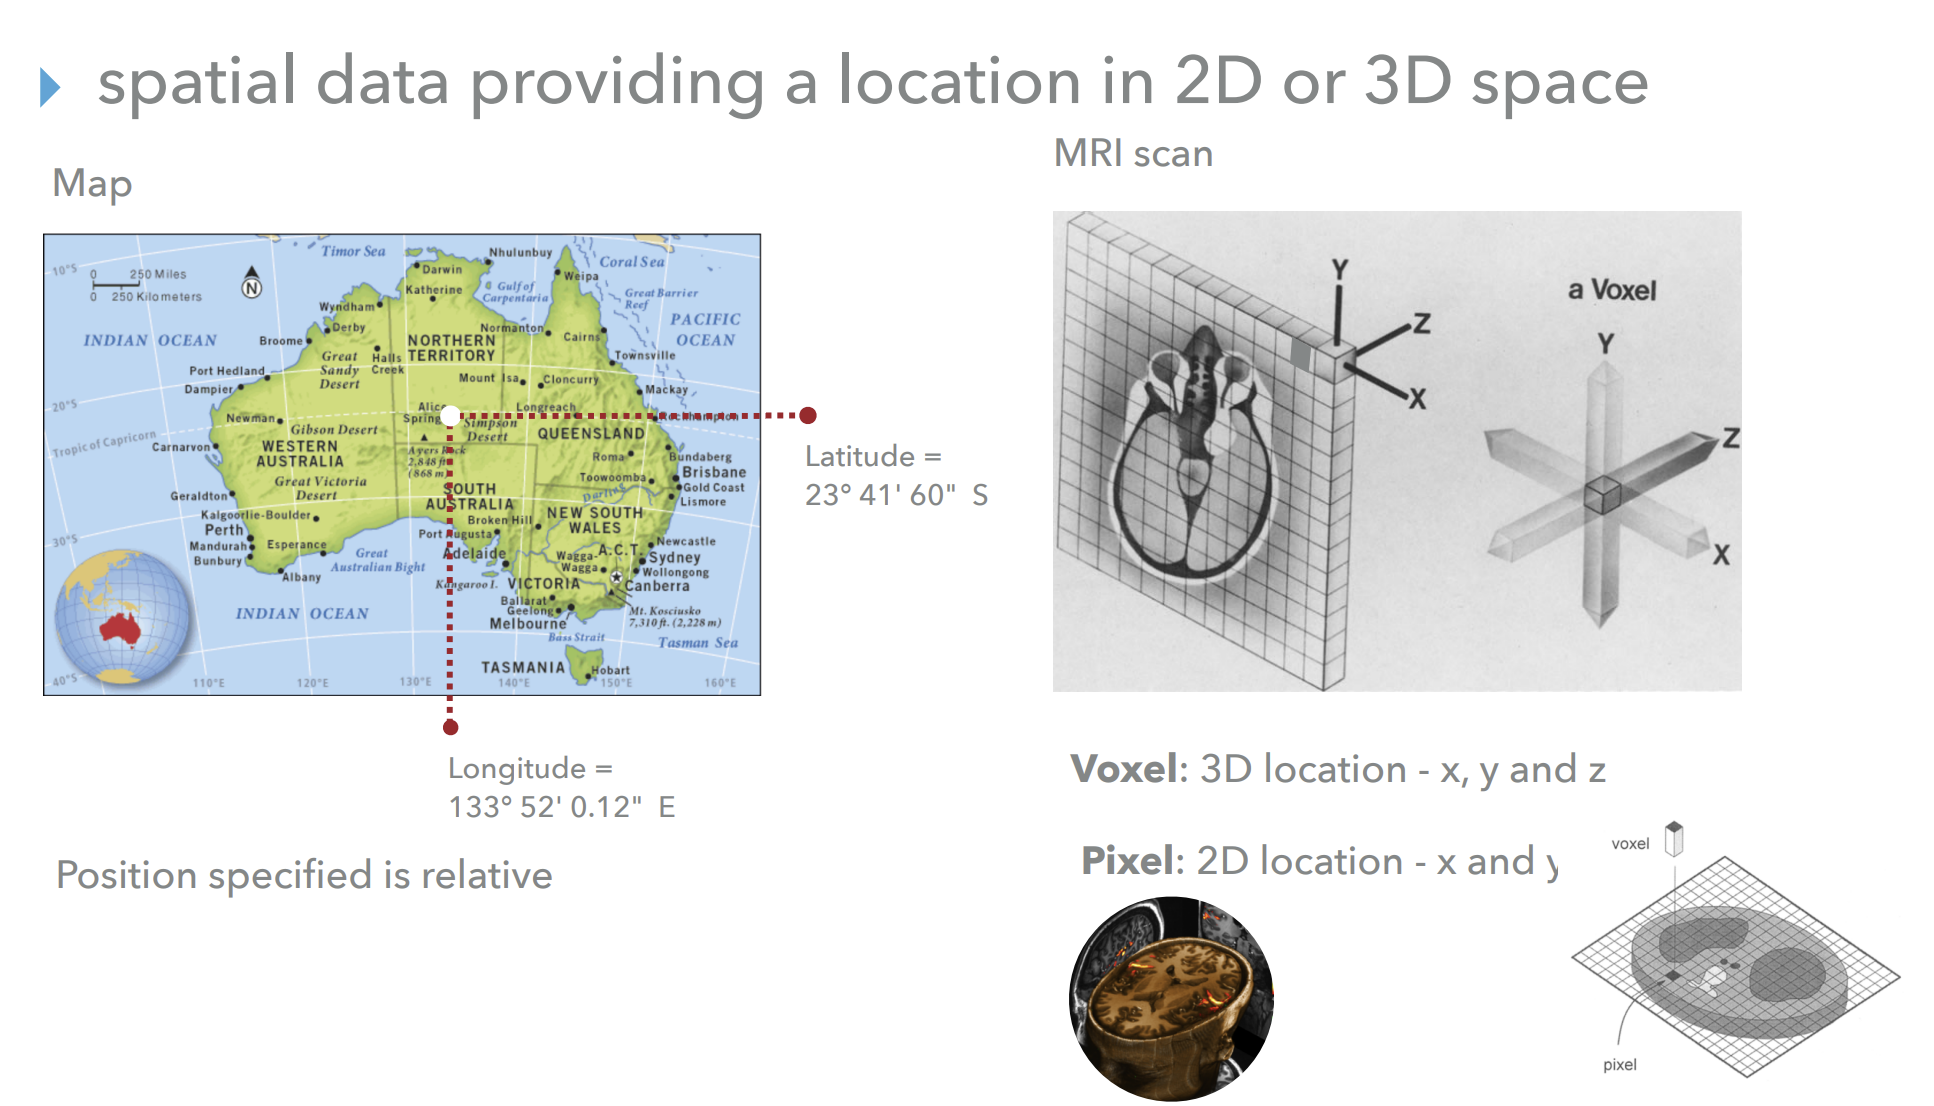 spatial data providing a location in 2D or 3D space
Map
MRI scan
Timor Sea
Nhulunbuy
Coral Sea
10°S
0 250 Miles
0 250 Kilometers
N
Darwin
Weipa
Katherine
Gulf of
Carpentaria
Great Barrier
Reef
Wyndham
Derby
Normanton
Cairns
PACIFIC
OCEAN
INDIAN OCEAN
Broome
NORTHERN
TERRITORY
Great
Sandy
Desert
Halls
Creek
Townsville
Port Hedland
Dampier
Mount Isa
Cloncurry
Mackay
20°S
Alice
Spring
Longreach
Rockhampton
Newman
Gibson Desert
Simpson
Desert
QUEENSLAND
Tropic of Capricorn
Carnarvon
WESTERN
AUSTRALIA
Ayers Rock
2,848 ft
(868 m)
Roma
Bundaberg
Brisbane
Great Victoria
Desert
Toowoomba
Gold Coast
Geraldton
SOUTH
AUSTRALIA
Darling
Lismore
Kalgoorlie-Boulder
Broken Hill
NEW SOUTH
WALES
Perth
Port Augusta
30°S
Mandurah
Esperance
Great
Australian Bight
Adelaide
Wagga-
Wagga
A.C.T.
Newcastle
Sydney
Bunbury
Wollongong
Albany
Kangaroo I.
VICTORIA
Canberra
INDIAN OCEAN
Ballarat
Geelong
Mt. Kosciusko
7,310 ft. (2,228 m)
Melbourne
Bass Strait
Tasman Sea
TASMANIA
Hobart
40°S
110°E
120°E
130°E
140°E
150°E
160°E
Latitude =
23° 41' 60" S
Longitude =
133° 52' 0.12" E
Position specified is relative
Y
Z
X
a Voxel
Y
Z
X
Voxel: 3D location - x, y and z
Pixel: 2D location - x and y
voxel
pixel